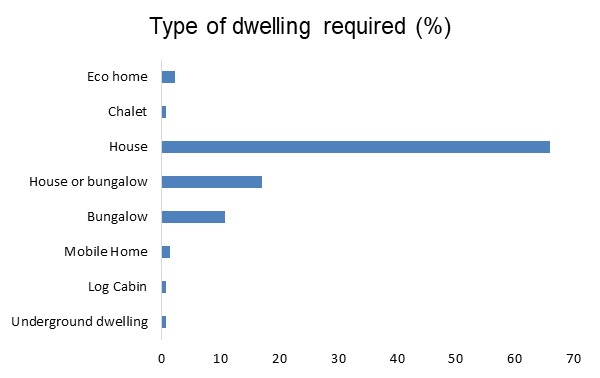 Type of dwelling required (%)
Eco home
Chalet
House
House or bungalow
Bungalow
Mobile Home
Log Cabin
Underground dwelling
0 10 20 30 40 50 60 70